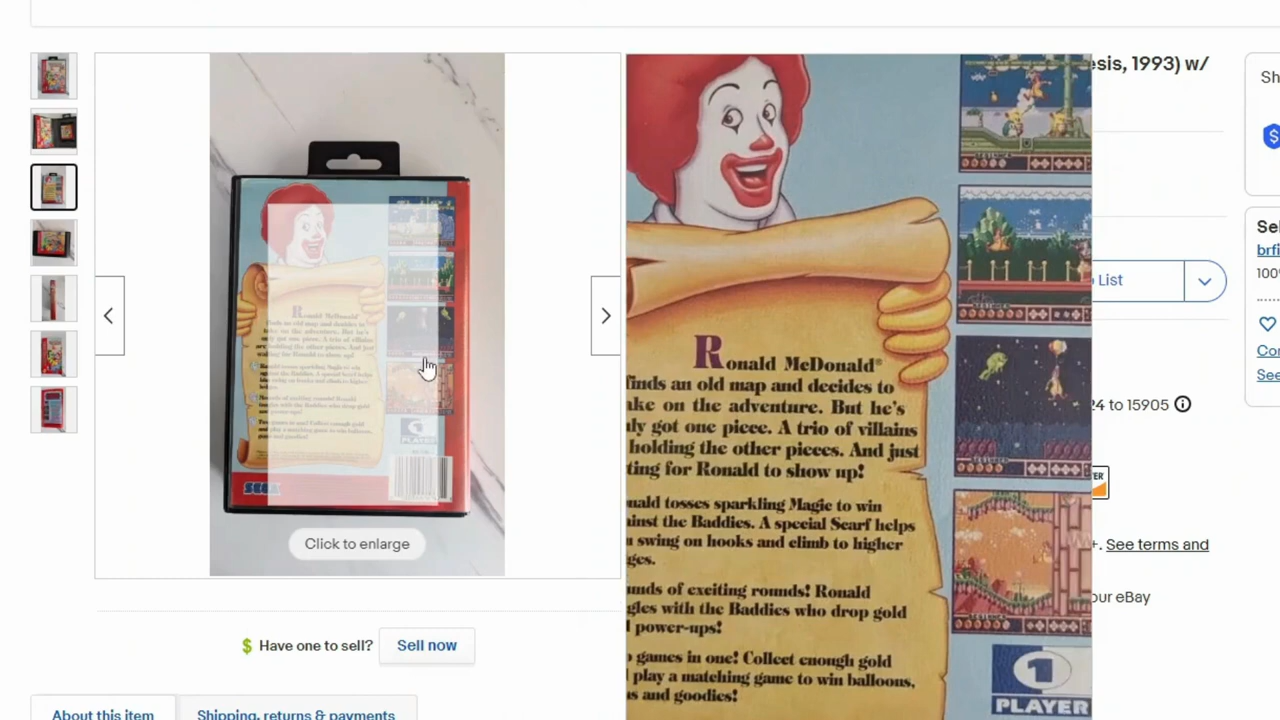 esis, 1993) w/
Sh
Sel
brfi
100
List
Cor
See
24 to 15905
+. See terms and
our eBay
Click to enlarge
Have one to sell? Sell now
About this item
Shipping, returns & payments
SEGA
Ronald McDonald®
finds an old map and decides to
ake on the adventure. But he's
ly got one piece. A trio of villains
holding the other pieces. And just
ting for Ronald to show up!
nald tosses sparkling Magic to win
inst the Baddies. A special Scarf helps
swing on hooks and climb to higher
ges.
unds of exciting rounds! Ronald
gles with the Baddies who drop gold
power-ups!
games in one! Collect enough gold
play a matching game to win balloons,
s and goodies!
1
PLAYER